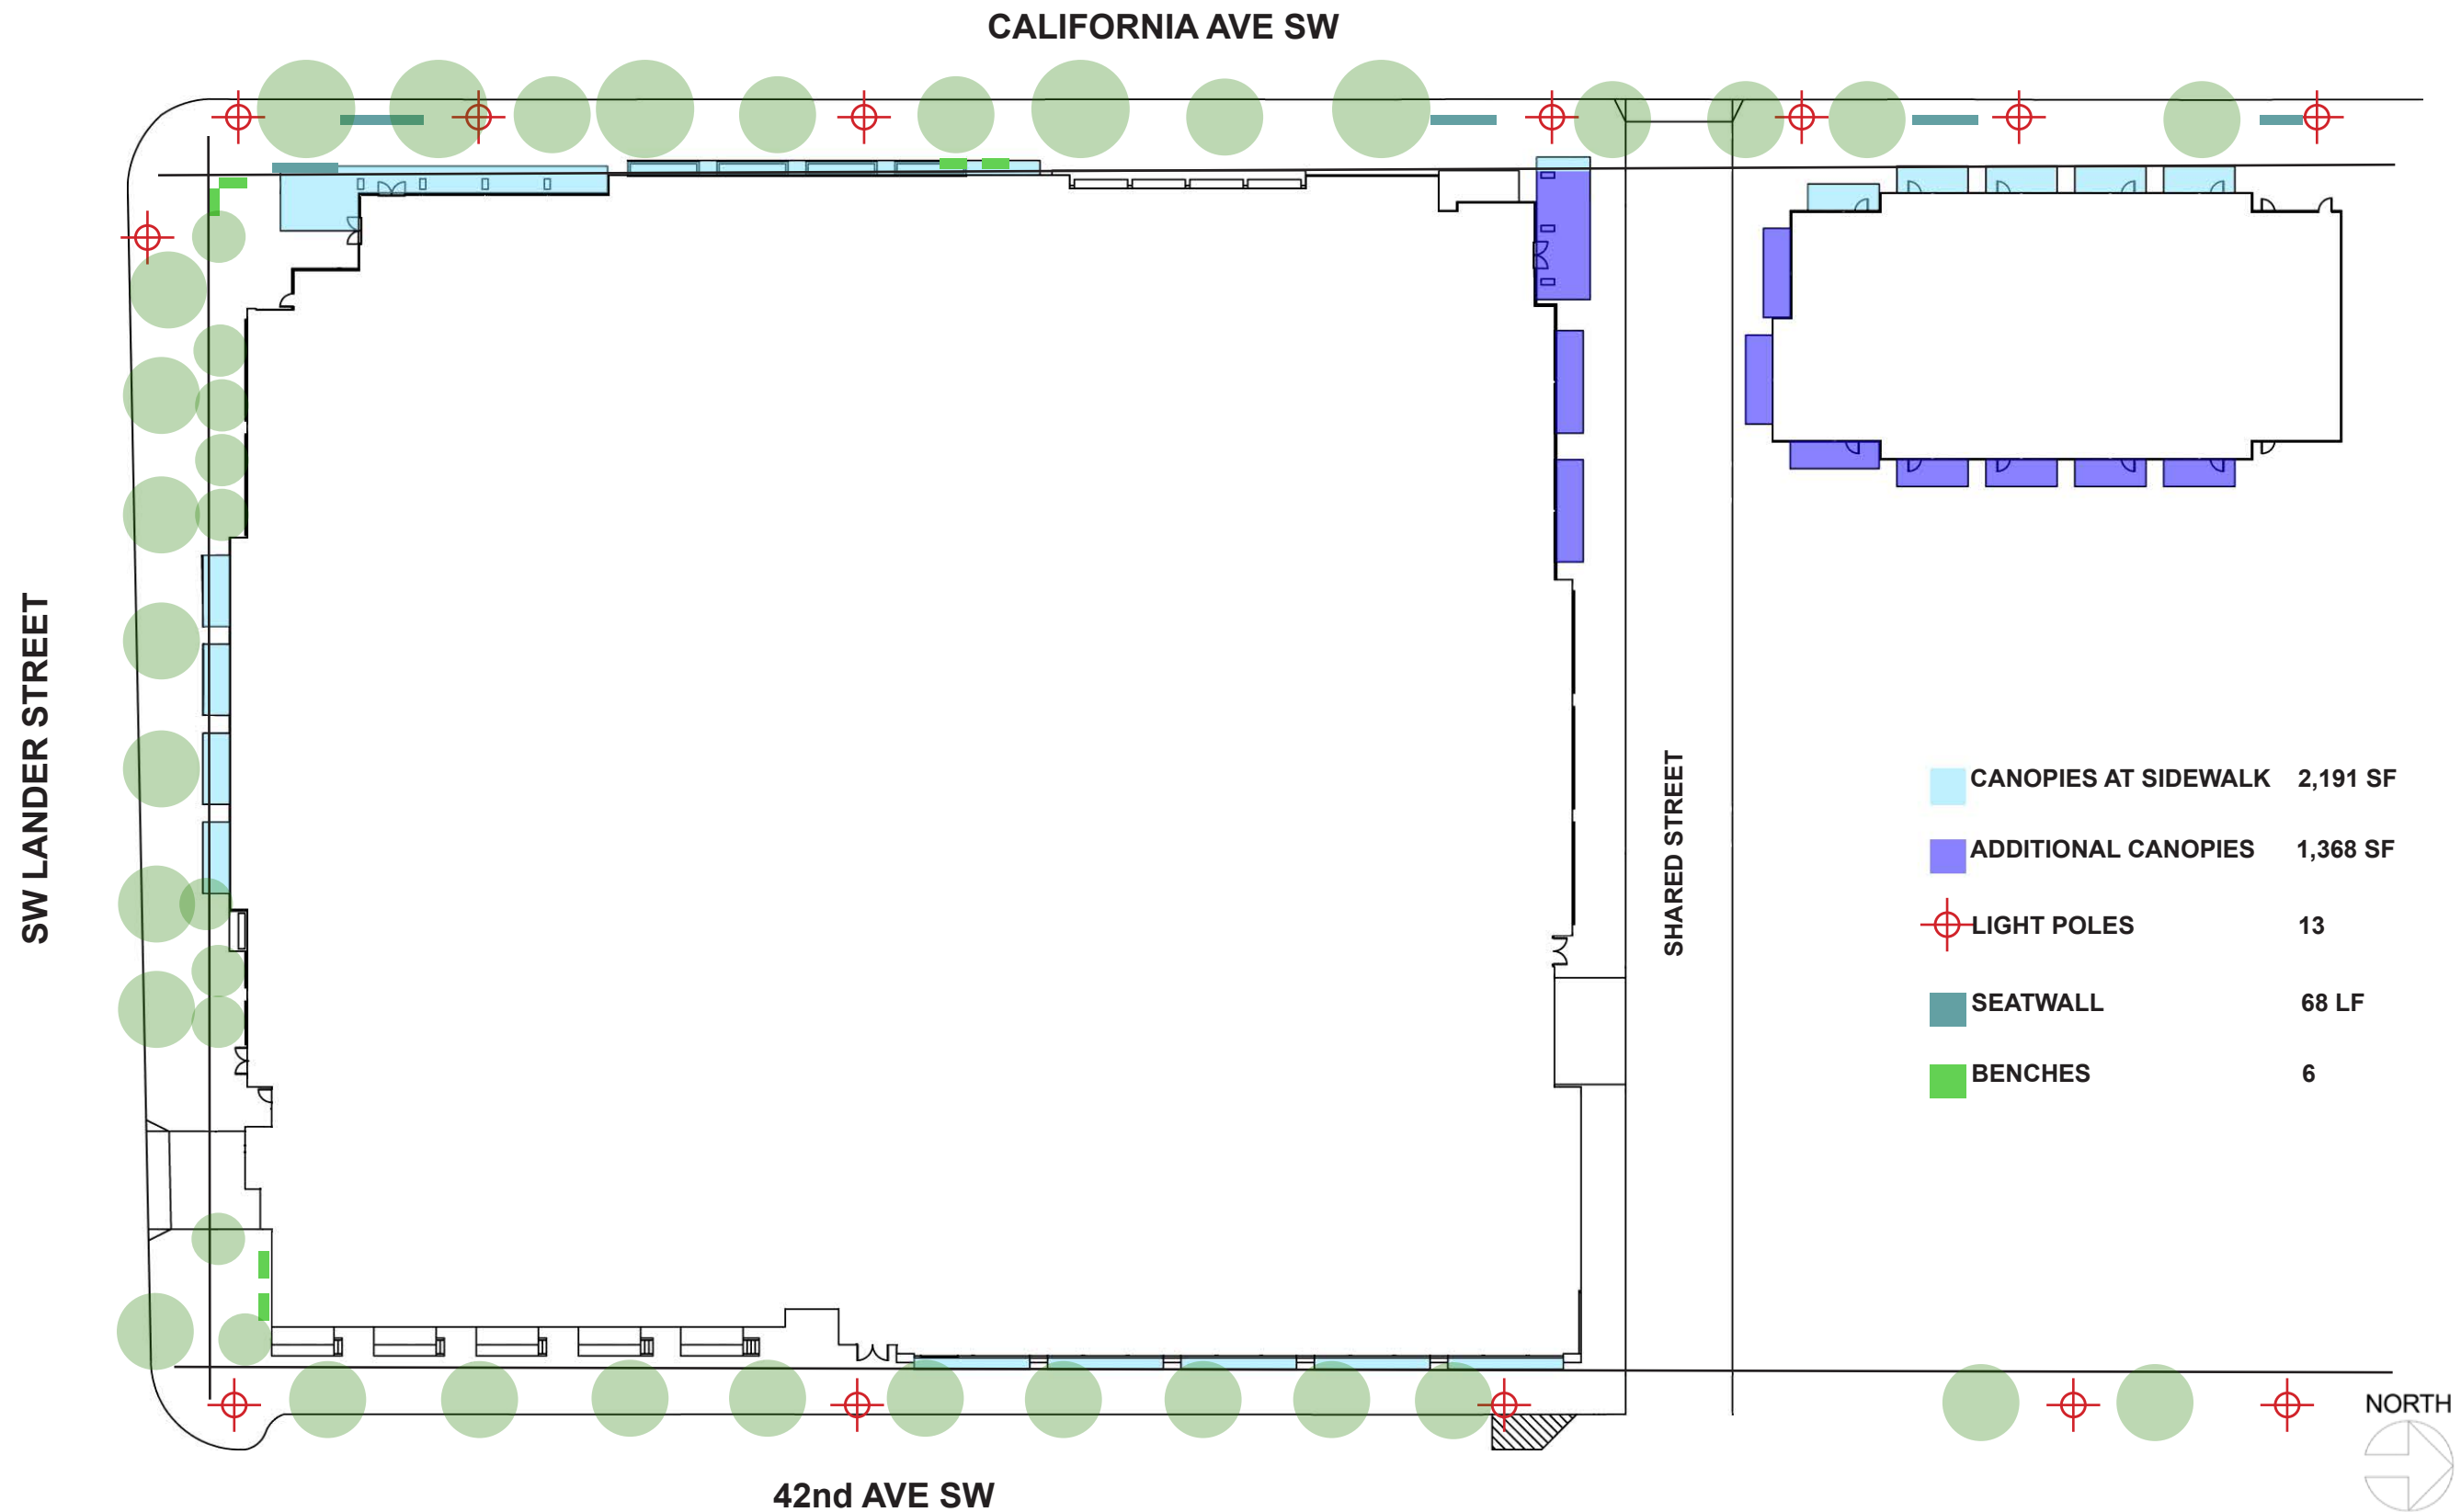 CALIFORNIA AVE SW
SW LANDER STREET
SHARED STREET
CANOPIES AT SIDEWALK 2,191 SF
ADDITIONAL CANOPIES 1,368 SF
LIGHT POLES 13
SEATWALL 68 LF
BENCHES 6
NORTH
42nd AVE SW